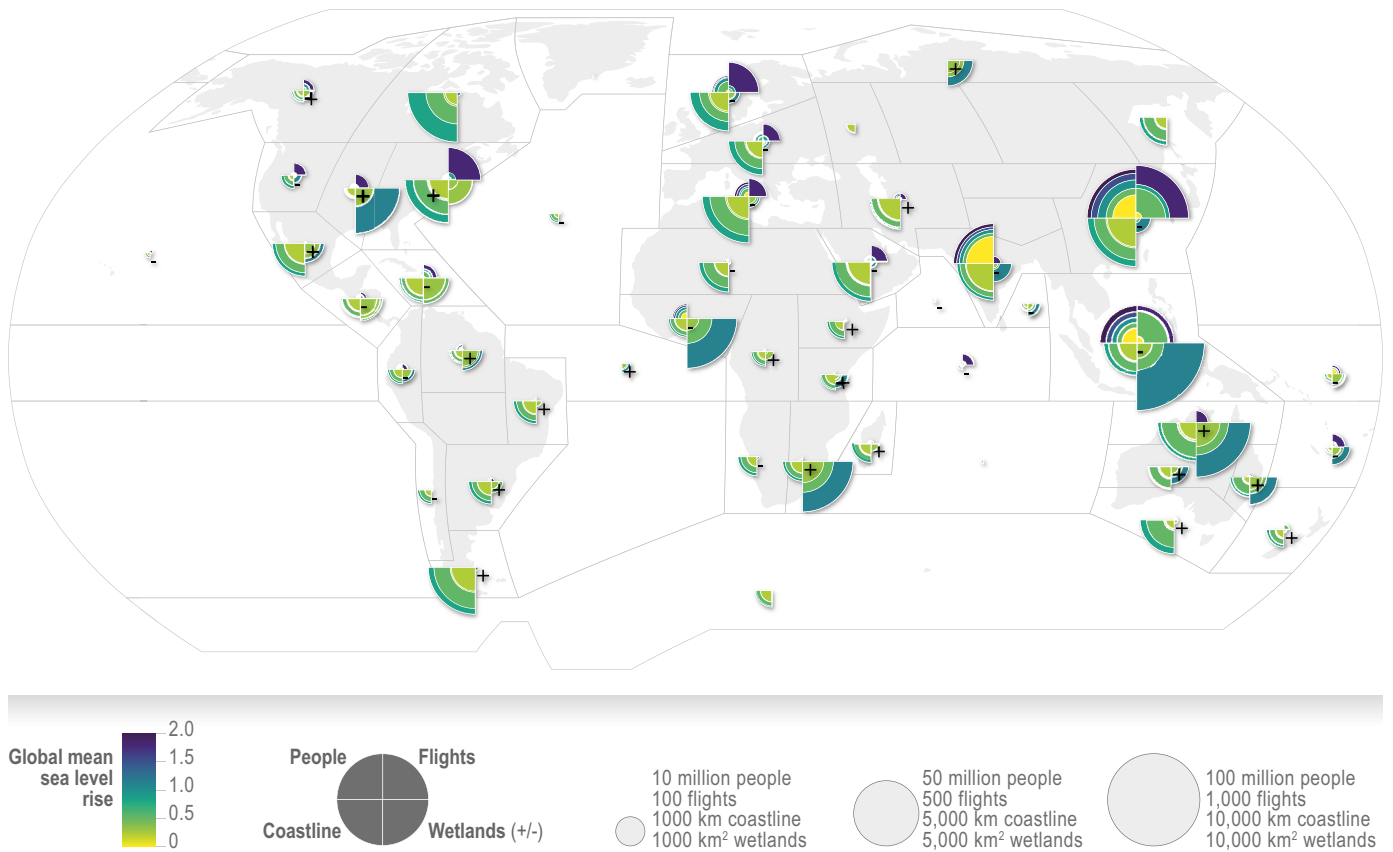 Global mean
sea level
rise
2.0
1.5
1.0
0.5
0
People
Flights
Coastline
Wetlands (+/-)
10 million people
100 flights
1000 km coastline
1000 km² wetlands
50 million people
500 flights
5,000 km coastline
5,000 km² wetlands
100 million people
1,000 flights
10,000 km coastline
10,000 km² wetlands